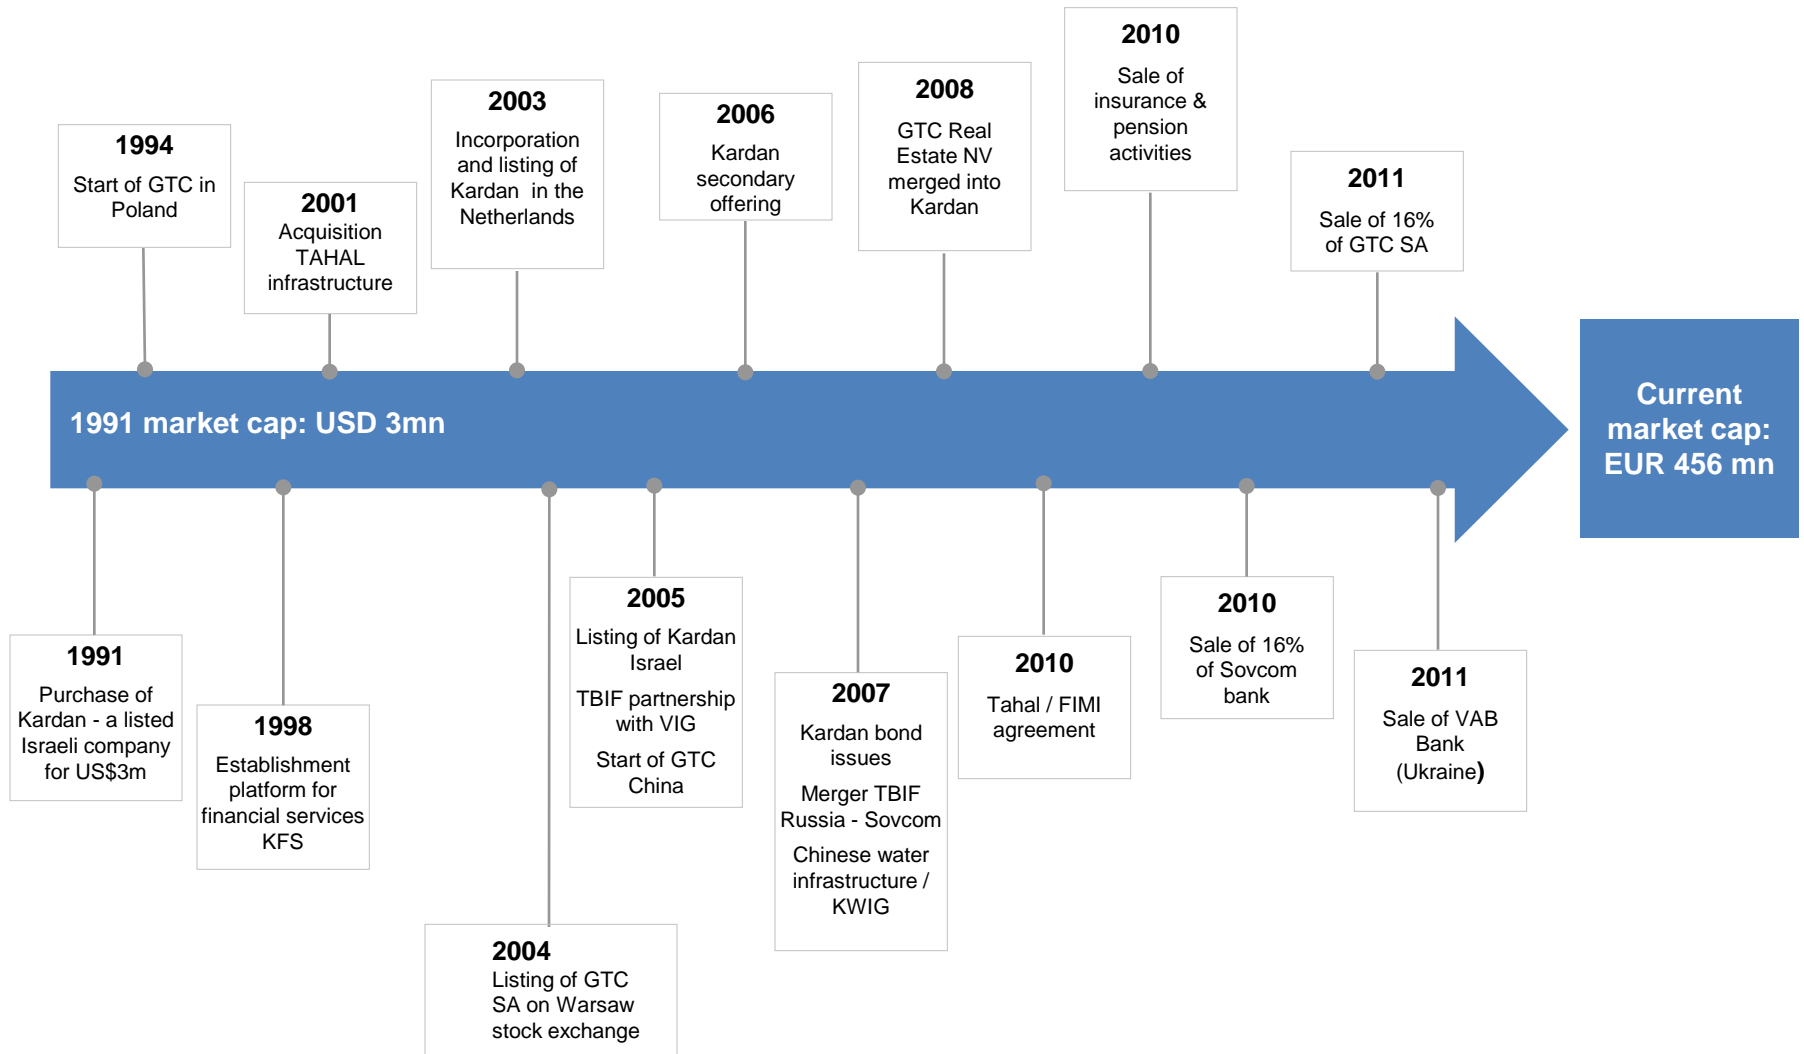 1994
Start of GTC in
Poland
2001
Acquisition
TAHAL
infrastructure
2003
Incorporation
and listing of
Kardan in the
Netherlands
2006
Kardan
secondary
offering
2008
GTC Real
Estate NV
merged into
Kardan
2010
Sale of
insurance &
pension
activities
2011
Sale of 16%
of GTC SA
1991 market cap: USD 3mn
Current
market cap:
EUR 456 mn
1991
Purchase of
Kardan - a listed
Israeli company
for US$3m
1998
Establishment
platform for
financial services
KFS
2004
Listing of GTC
SA on Warsaw
stock exchange
2005
Listing of Kardan
Israel
TBIF partnership
with VIG
Start of GTC
China
2007
Kardan bond
issues
Merger TBIF
Russia - Sovcom
Chinese water
infrastructure /
KWIG
2010
Tahal / FIMI
agreement
2010
Sale of 16%
of Sovcom
bank
2011
Sale of VAB
Bank
(Ukraine)